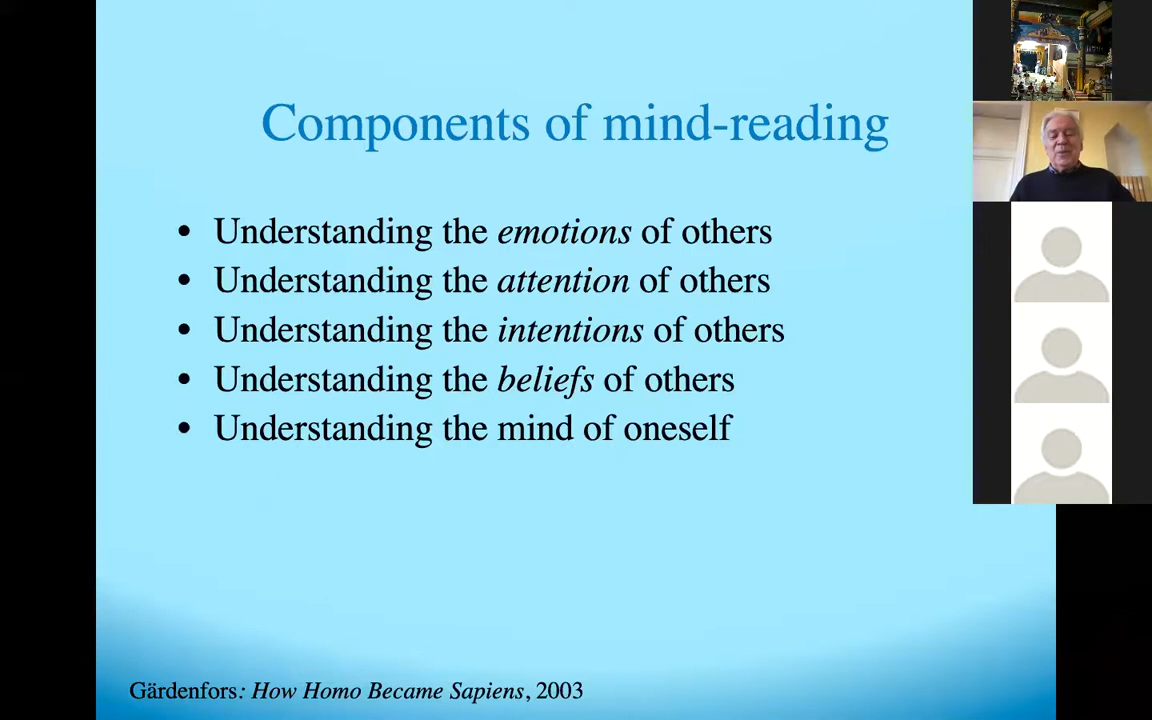 Components of mind-reading
• Understanding the emotions of others
• Understanding the attention of others
• Understanding the intentions of others
• Understanding the beliefs of others
• Understanding the mind of oneself
Gärdenfors: How Homo Became Sapiens, 2003